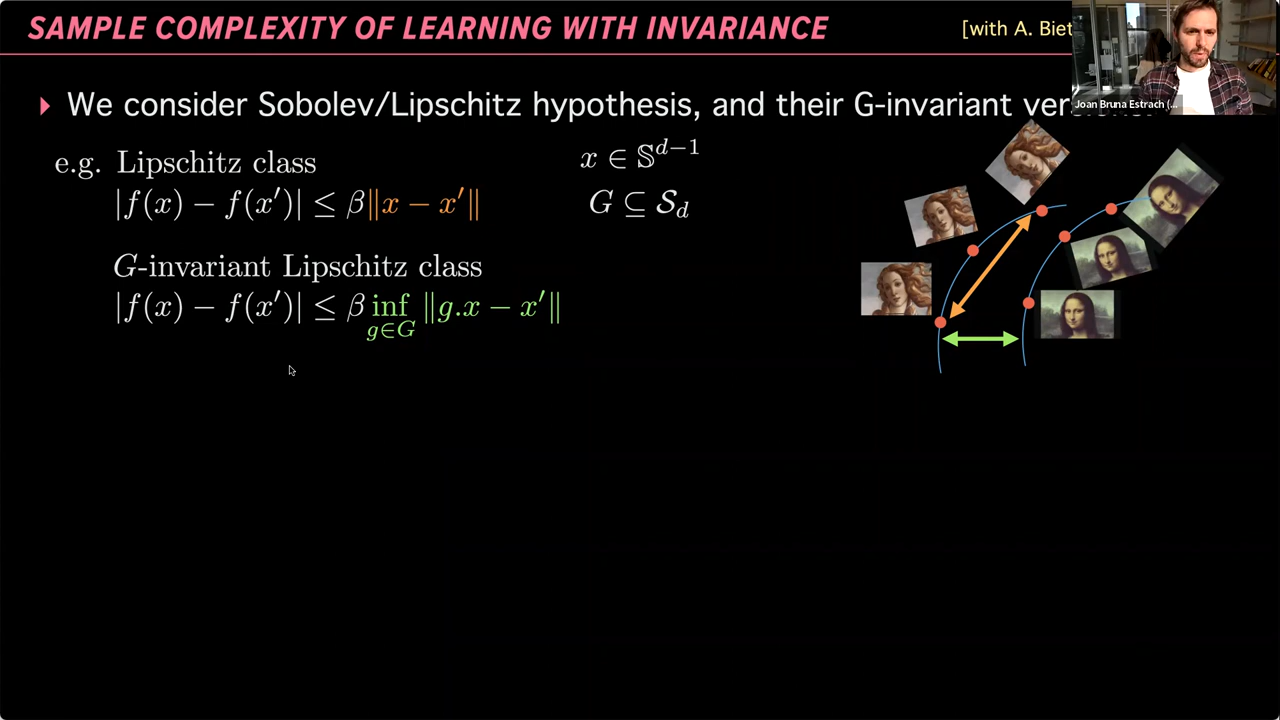 SAMPLE COMPLEXITY OF LEARNING WITH INVARIANCE
[with A. Biet
Joan Bruna Estrach (...
▸ We consider Sobolev/Lipschitz hypothesis, and their G-invariant
e.g. Lipschitz class
x ∈ 𝕊^{d−1}
|f(x) − f(x′)| ≤ β‖x − x′‖
G ⊆ 𝒮_d
G-invariant Lipschitz class
|f(x) − f(x′)| ≤ β inf_{g∈G} ‖g.x − x′‖